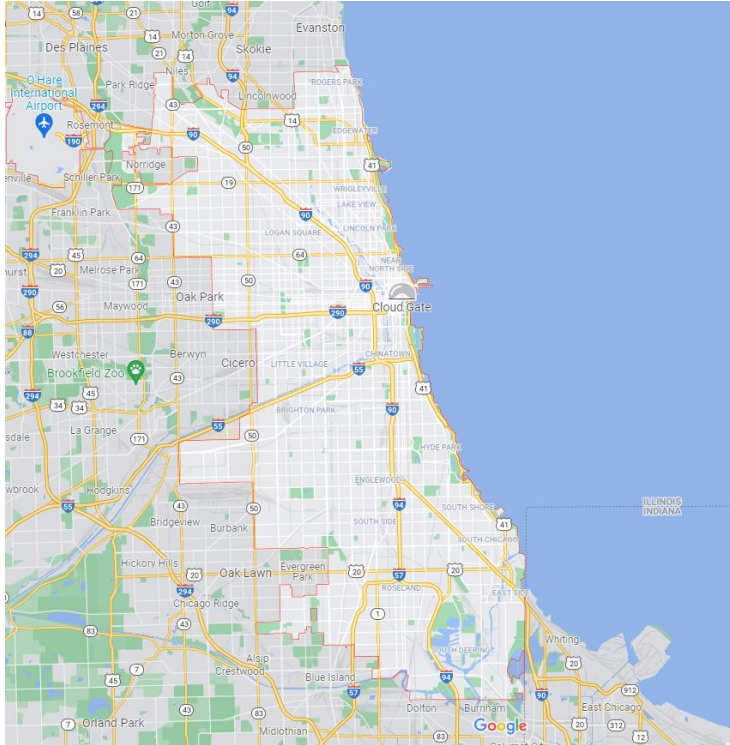 Golf
94
Evanston
58
21
14
Morton Grove
Des Plaines
Skokie
21
14
Niles
94
O'Hare
International
Airport
Park Ridge
ROGERS PARK
294
43
Lincolnwood
Rosemont
14
EDGEWATER
190
90
50
41
Norridge
Schiller Park
171
19
WRIGLEYVILLE
LAKE VIEW
Franklin Park
90
43
LOGAN SQUARE
LINCOLN PARK
294
45
64
64
NEAR
NORTH SIDE
20
Melrose Park
171
43
50
90
290
Oak Park
Cloud Gate
56
Maywood
290
290
88
CHINATOWN
Westchester
Berwyn
Cicero
LITTLE VILLAGE
55
Brookfield Zoo
43
41
294
45
34
34
BRIGHTON PARK
90
La Grange
55
171
50
HYDE PARK
ENGLEWOOD
Hodgkins
55
43
50
94
SOUTH SHORE
ILLINOIS
INDIANA
Bridgeview
Burbank
SOUTH SIDE
41
SOUTH CHICAGO
Hickory Hills
20
Oak Lawn
Evergreen
Park
20
57
20
294
ROSELAND
EAST SIDE
Chicago Ridge
1
43
83
Whiting
SOUTH DEERING
Alsip
20
7
Crestwood
45
Blue Island
94
57
90
912
East Chicago
43
Dolton
Burnham
7
Orland Park
83
83
Google
20
312
Midlothian
12